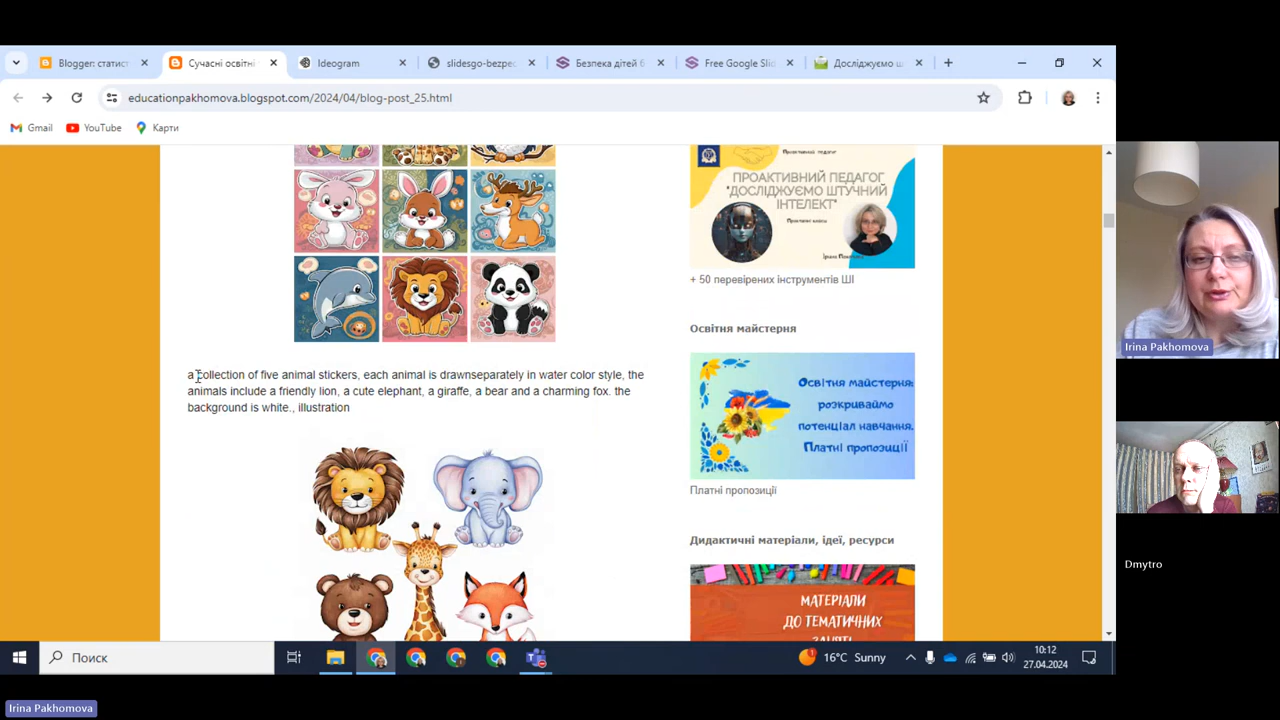 Blogger: статист
Сучасні освітні
Ideogram
slidesgo-bezpec
Безпека дітей б
Free Google Slid
Досліджуємо ш
educationpakhomova.blogspot.com/2024/04/blog-post_25.html
Gmail
YouTube
Карти
a collection of five animal stickers, each animal is drawnseparately in water color style, the
animals include a friendly lion, a cute elephant, a giraffe, a bear and a charming fox. the
background is white., illustration
Проактивний педагог
ПРОАКТИВНИЙ ПЕДАГОГ
"ДОСЛІДЖУЄМО ШТУЧНИЙ
ІНТЕЛЕКТ"
+ 50 перевірених інструментів ШІ
Освітня майстерня
Освітня майстерня:
розкриваймо
потенціал навчання.
Платні пропозиції
Платні пропозиції
Дидактичні матеріали, ідеї, ресурси
МАТЕРІАЛИ
ДО ТЕМАТИЧНИХ
ЗАНЯТЬ
Irina Pakhomova
Dmytro
Поиск
16°C Sunny
10:12
27.04.2024
Irina Pakhomova